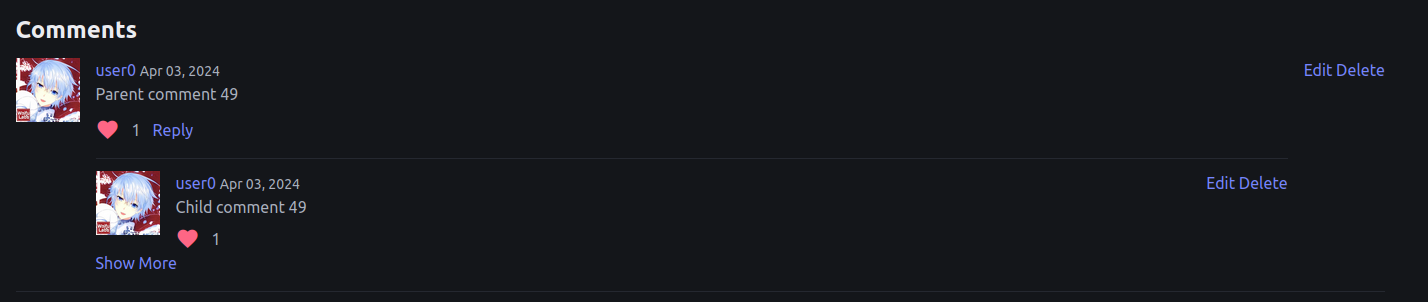 Comments
user0 Apr 03, 2024 Edit Delete
Parent comment 49
1 Reply
user0 Apr 03, 2024 Edit Delete
Child comment 49
1
Show More